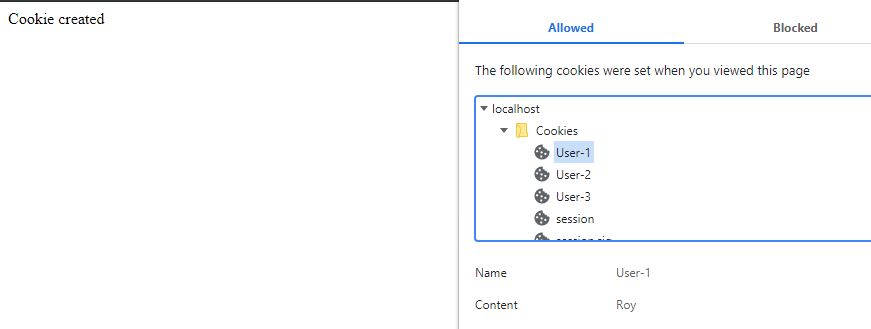 Cookie created
Allowed Blocked
The following cookies were set when you viewed this page
localhost
Cookies
User-1
User-2
User-3
session
Name User-1
Content Roy